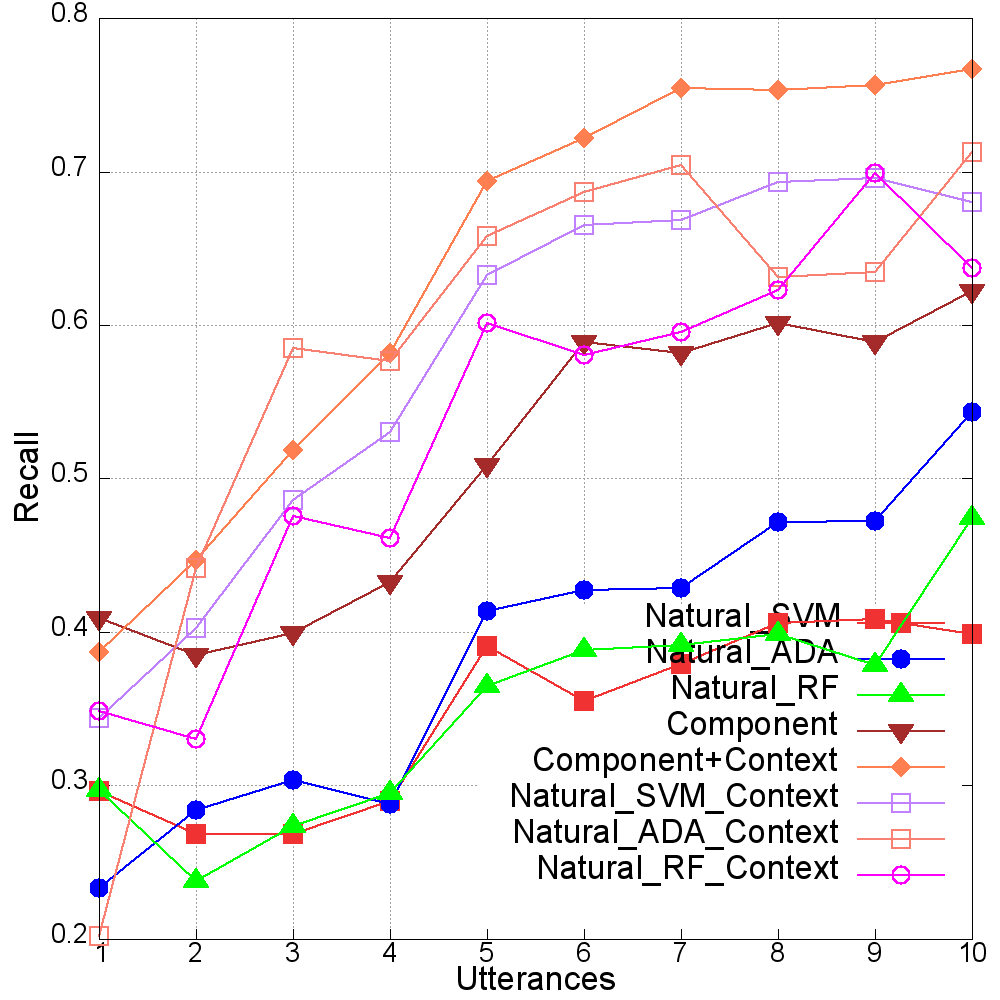 0.8
0.7
0.6
0.5
0.4
0.3
0.2
Recall
Natural_SVM
Natural_ADA
Natural_RF
Component
Component+Context
Natural_SVM_Context
Natural_ADA_Context
Natural_RF_Context
1 2 3 4 5 6 7 8 9 10
Utterances